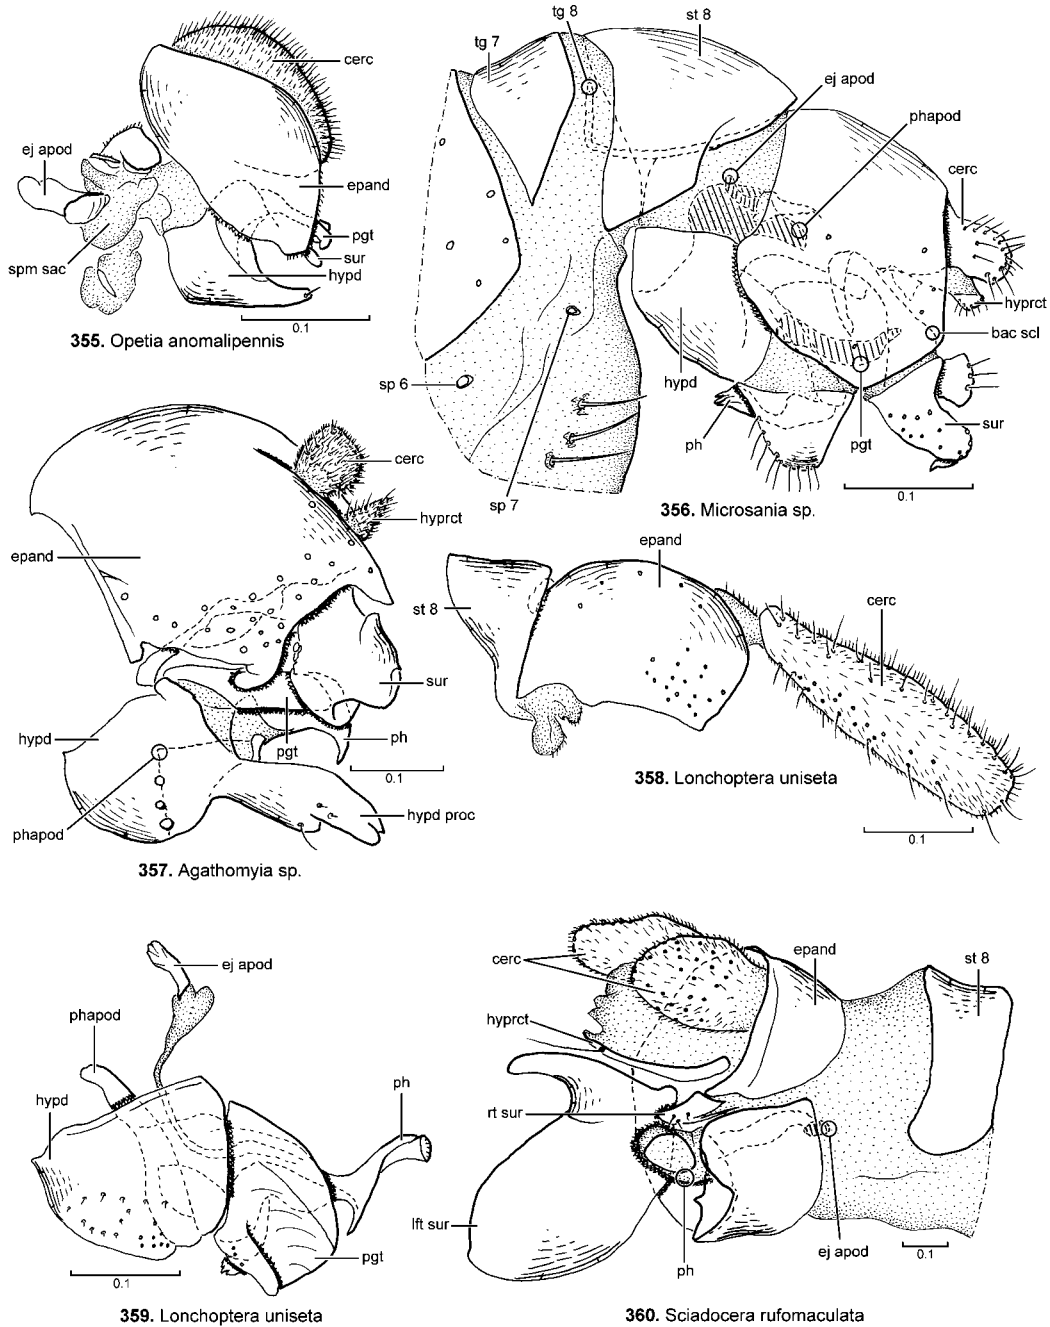 cerc
ej apod
epand
pgt
sur
spm sac
hypd
0.1
355. Opetia anomalipennis
tg 8
st 8
tg 7
ej apod
phapod
cerc
hyprct
bac scl
sp 6
hypd
sur
ph
pgt
sp 7
0.1
356. Microsania sp.
cerc
hyprct
epand
sur
hypd
pgt
ph
0.1
phapod
hypd proc
357. Agathomyia sp.
epand
cerc
st 8
358. Lonchoptera uniseta
0.1
ej apod
phapod
hypd
ph
pgt
0.1
359. Lonchoptera uniseta
cerc
epand
st 8
hyprct
rt sur
lft sur
ph
ej apod
0.1
360. Sciadocera rufomaculata